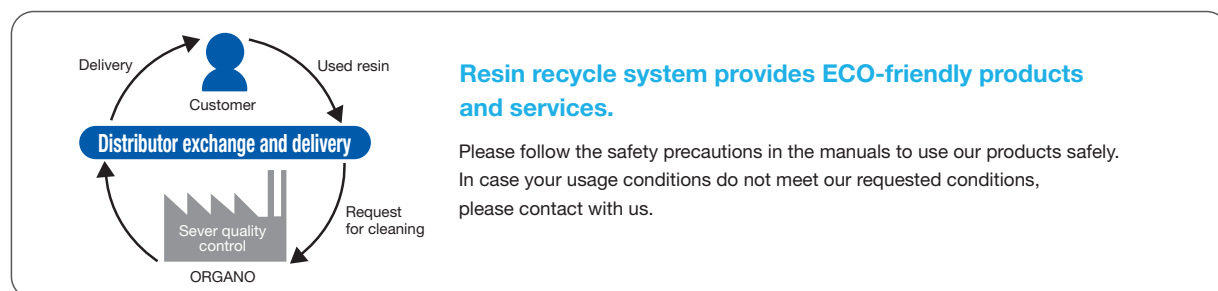 Delivery
Used resin
Customer
Distributor exchange and delivery
Sever quality
control
Request
for cleaning
ORGANO
Resin recycle system provides ECO-friendly products
and services.
Please follow the safety precautions in the manuals to use our products safely.
In case your usage conditions do not meet our requested conditions,
please contact with us.